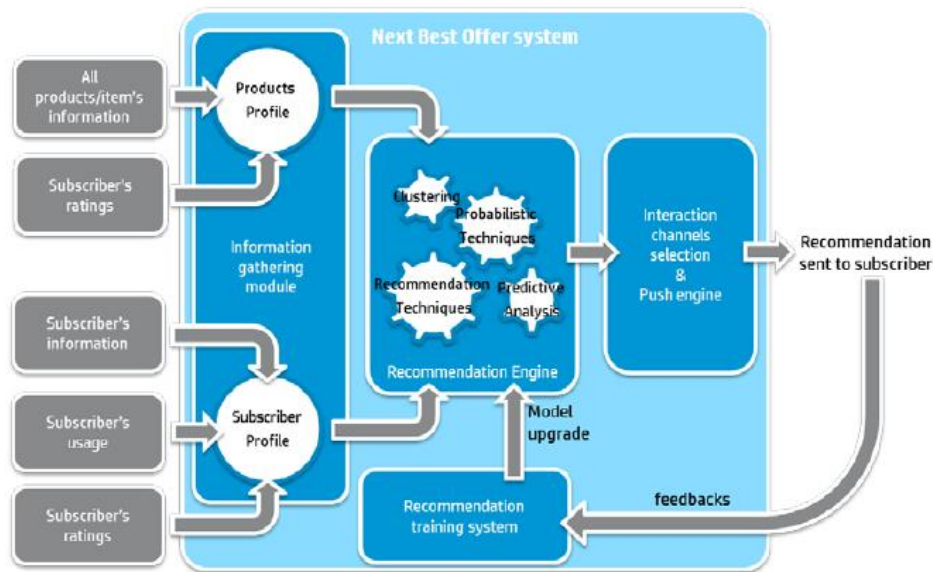 Next Best Offer system
All
products/item's
information
Subscriber's
ratings
Subscriber's
information
Subscriber's
usage
Subscriber's
ratings
Products
Profile
Information
gathering
module
Subscriber
Profile
Clustering
Probabilistic
Techniques
Recommendation
Techniques
Predictive
Analysis
Recommendation Engine
Interaction
channels
selection
&
Push engine
Recommendation
sent to subscriber
Model
upgrade
Recommendation
training system
feedbacks